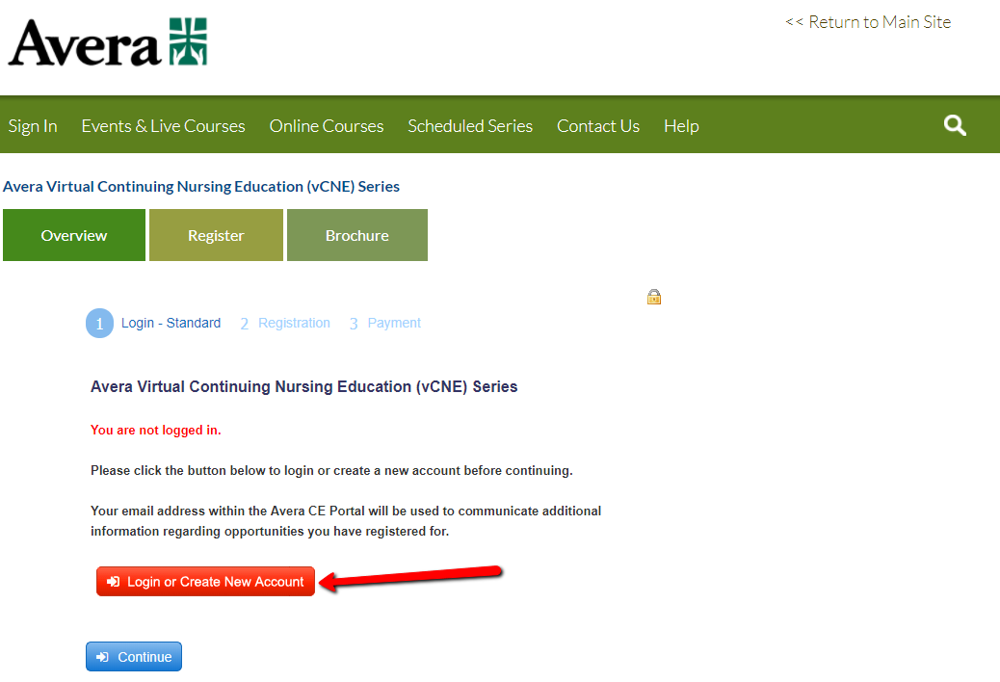 Avera
<< Return to Main Site
Sign In Events & Live Courses Online Courses Scheduled Series Contact Us Help
Avera Virtual Continuing Nursing Education (vCNE) Series
Overview Register Brochure
1 Login - Standard 2 Registration 3 Payment
Avera Virtual Continuing Nursing Education (vCNE) Series
You are not logged in.
Please click the button below to login or create a new account before continuing.
Your email address within the Avera CE Portal will be used to communicate additional
information regarding opportunities you have registered for.
Login or Create New Account
Continue